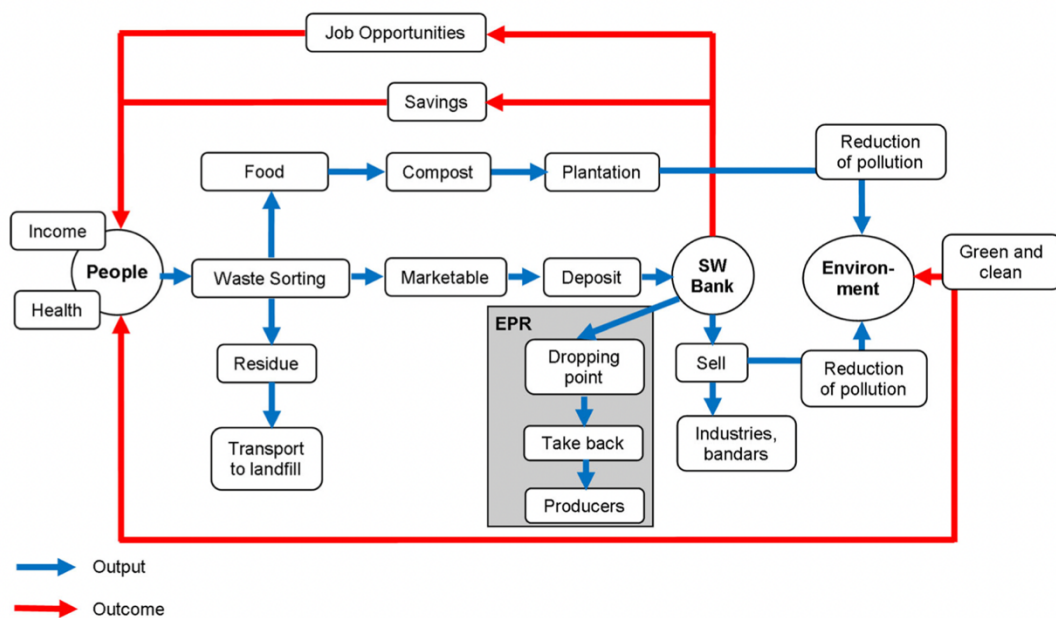 Job Opportunities
Savings
Reduction
of pollution
Food
Compost
Plantation
Income
People
Health
Waste Sorting
Marketable
Deposit
SW
Bank
Environ-
ment
Green and
clean
EPR
Dropping
point
Sell
Reduction
of pollution
Residue
Take back
Industries,
bandars
Transport
to landfill
Producers
Output
Outcome